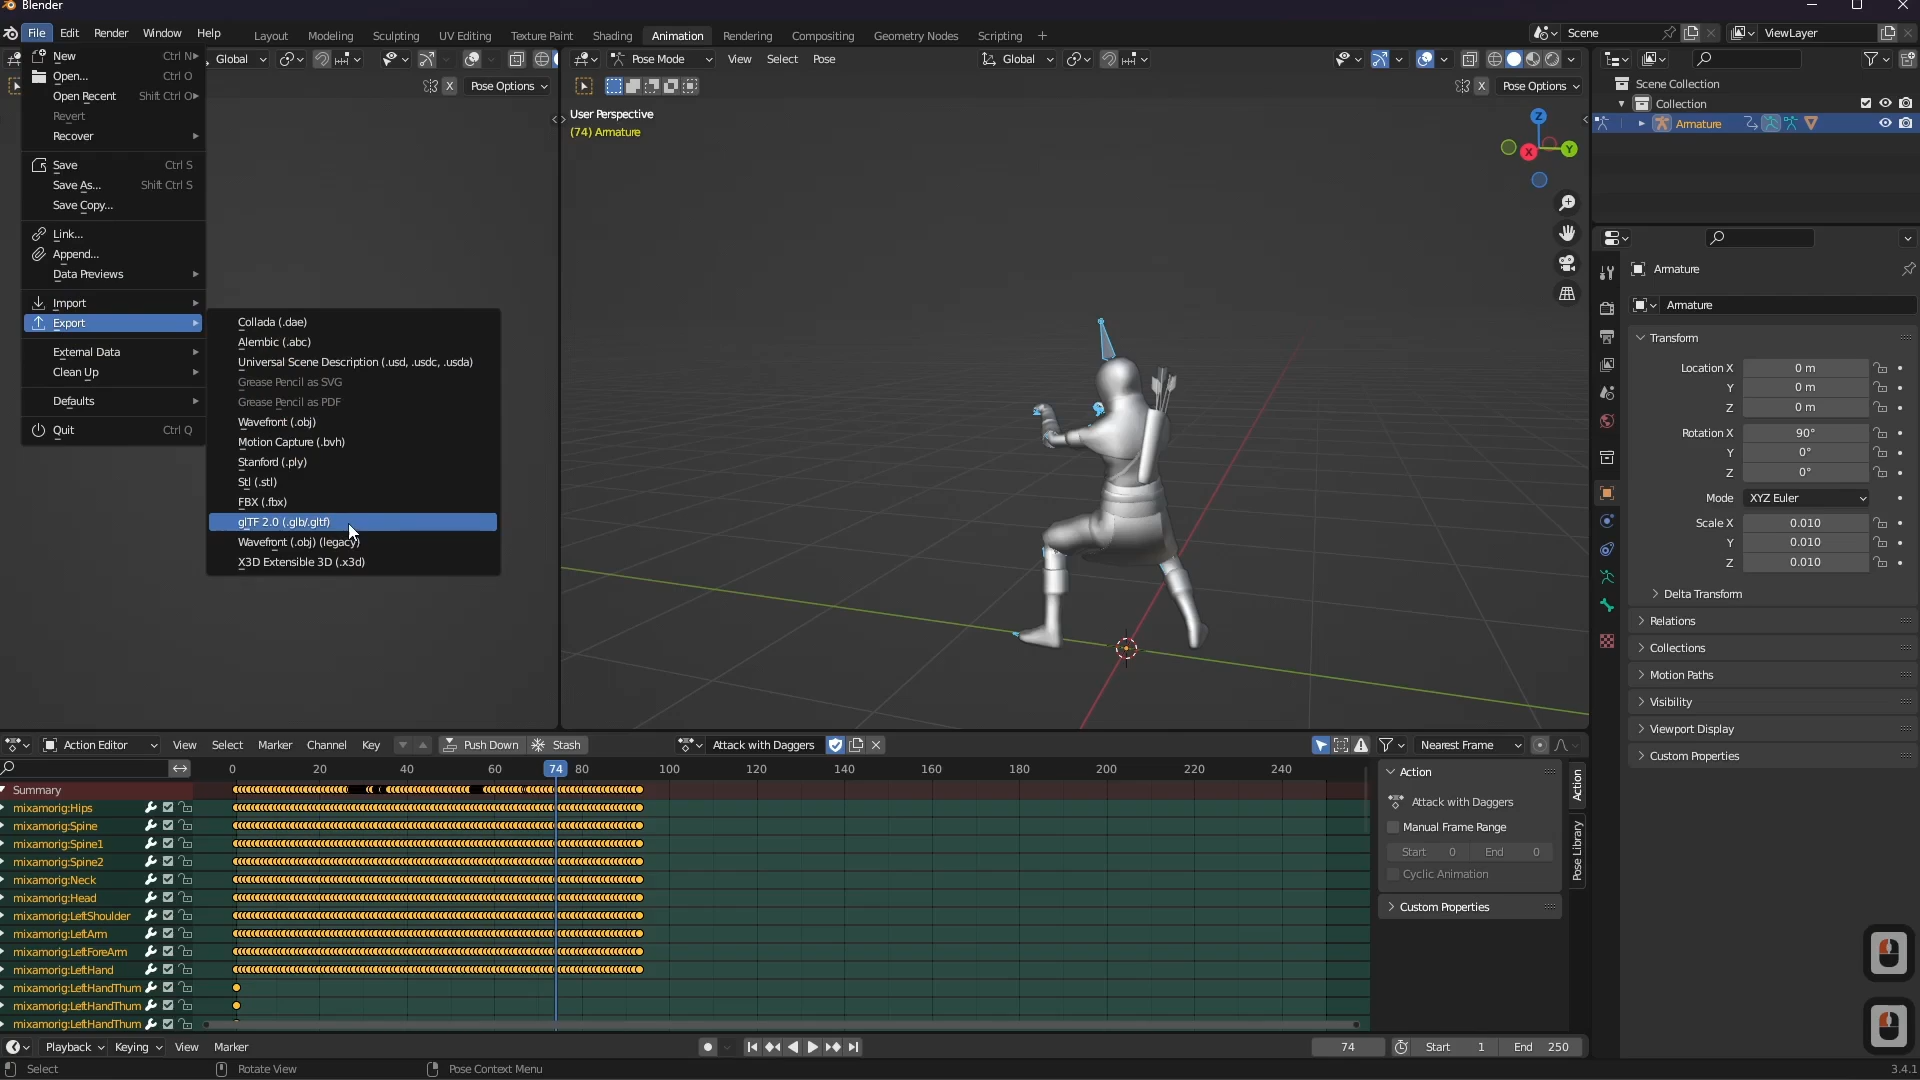 Blender
File Edit Render Window Help Layout Modeling Sculpting UV Editing Texture Paint Shading Animation Rendering Compositing Geometry Nodes Scripting + Scene ViewLayer
New Ctrl N
Open... Ctrl O
Open Recent Shift Ctrl O
Revert
Recover
Save Ctrl S
Save As... Shift Ctrl S
Save Copy...
Link...
Append...
Data Previews
Import
Export
External Data
Clean Up
Defaults
Quit Ctrl Q
Collada (.dae)
Alembic (.abc)
Universal Scene Description (.usd, .usdc, .usda)
Grease Pencil as SVG
Grease Pencil as PDF
Wavefront (.obj)
Motion Capture (.bvh)
Stanford (.ply)
Stl (.stl)
FBX (.fbx)
glTF 2.0 (.glb/.gltf)
Wavefront (.obj) (legacy)
X3D Extensible 3D (.x3d)
Global
X Pose Options
Pose Mode View Select Pose Global
X Pose Options
User Perspective
(74) Armature
Z
X Y
Scene Collection
Collection
Armature
Armature
Armature
Transform
Location X 0 m
Y 0 m
Z 0 m
Rotation X 90°
Y 0°
Z 0°
Mode XYZ Euler
Scale X 0.010
Y 0.010
Z 0.010
Delta Transform
Relations
Collections
Motion Paths
Visibility
Viewport Display
Custom Properties
Action Editor View Select Marker Channel Key Push Down Stash Attack with Daggers Nearest Frame
0 20 40 60 74 80 100 120 140 160 180 200 220 240
Summary
mixamorig:Hips
mixamorig:Spine
mixamorig:Spine1
mixamorig:Spine2
mixamorig:Neck
mixamorig:Head
mixamorig:LeftShoulder
mixamorig:LeftArm
mixamorig:LeftForeArm
mixamorig:LeftHand
mixamorig:LeftHandThum
mixamorig:LeftHandThum
mixamorig:LeftHandThum
Action
Attack with Daggers
Manual Frame Range
Start 0 End 0
Cyclic Animation
Custom Properties
Action
Pose Library
Playback Keying View Marker 74 Start 1 End 250
Select Rotate View Pose Context Menu 3.4.1